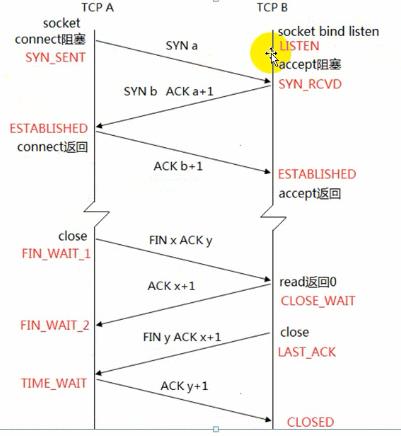 TCP A
TCP B
socket
socket bind listen
connect阻塞
LISTEN
SYN_SENT
SYN a
accept阻塞
SYN_RCVD
SYN b ACK a+1
ESTABLISHED
connect返回
ACK b+1
ESTABLISHED
accept返回
close
FIN x ACK y
FIN_WAIT_1
read返回0
ACK x+1
CLOSE_WAIT
FIN_WAIT_2
FIN y ACK x+1
close
LAST_ACK
TIME_WAIT
ACK y+1
CLOSED